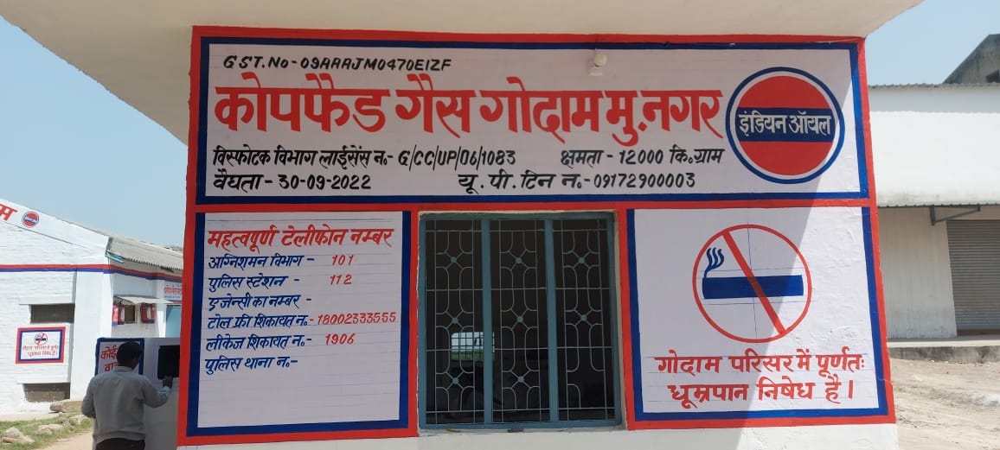 GST.No-09AAAJM0470E1ZF
कोपफैड गैस गोदाम मु.नगर
इंडियन ऑयल
विस्फोटक विभाग लाईसेंस न.- G/CC/UP/06/1083 क्षमता - 12000 कि.ग्राम
वैघता - 30-09-2022 यू.पी.टिन न.-09172900003
महत्वपूर्ण टेलीफोन नम्बर
अग्निशमन विभाग - 101
पुलिस स्टेशन - 112
एजेन्सी का नम्बर -
टोल फ्री शिकायत न.-18002333555
लीकेज शिकायत न.- 1906
पुलिस थाना न.-
गोदाम परिसर में पूर्णतः
धूम्रपान निषेध है।
म
कोई
धूम्रपान निषेध है।